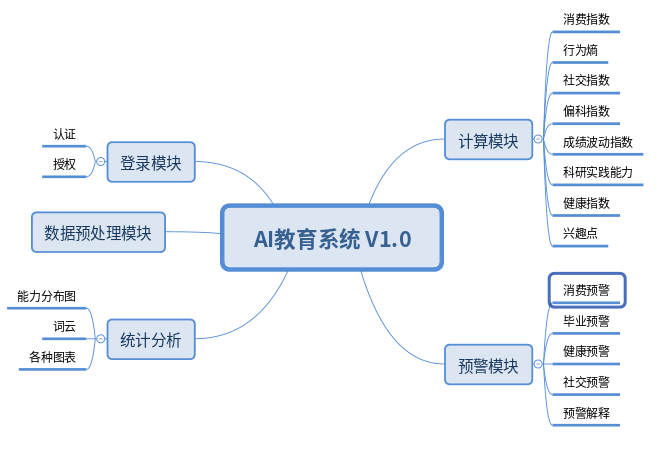 AI教育系统 V1.0
登录模块
认证
授权
数据预处理模块
统计分析
能力分布图
词云
各种图表
计算模块
消费指数
行为熵
社交指数
偏科指数
成绩波动指数
科研实践能力
健康指数
兴趣点
预警模块
消费预警
毕业预警
健康预警
社交预警
预警解释